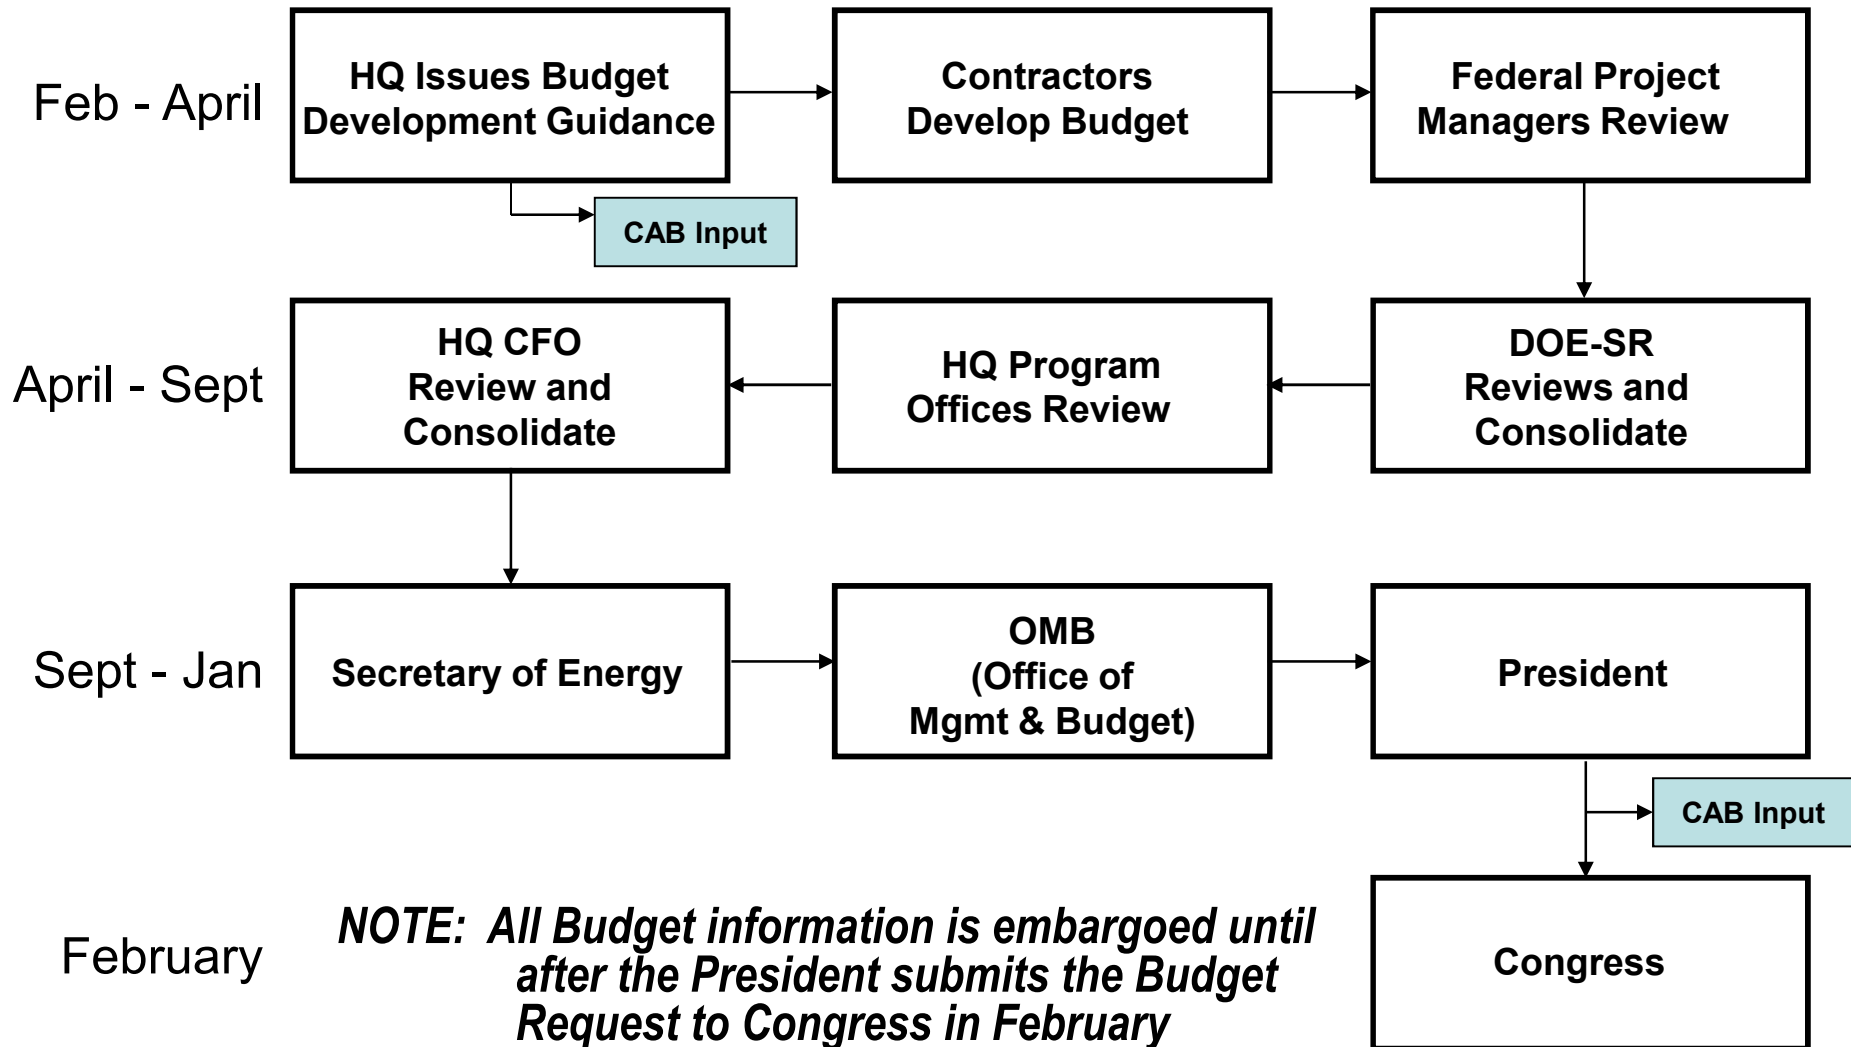 Feb - April
HQ Issues Budget
Development Guidance
Contractors
Develop Budget
Federal Project
Managers Review
CAB Input
April - Sept
HQ CFO
Review and
Consolidate
HQ Program
Offices Review
DOE-SR
Reviews and
Consolidate
Sept - Jan
Secretary of Energy
OMB
(Office of
Mgmt & Budget)
President
CAB Input
February
NOTE: All Budget information is embargoed until
after the President submits the Budget
Request to Congress in February
Congress